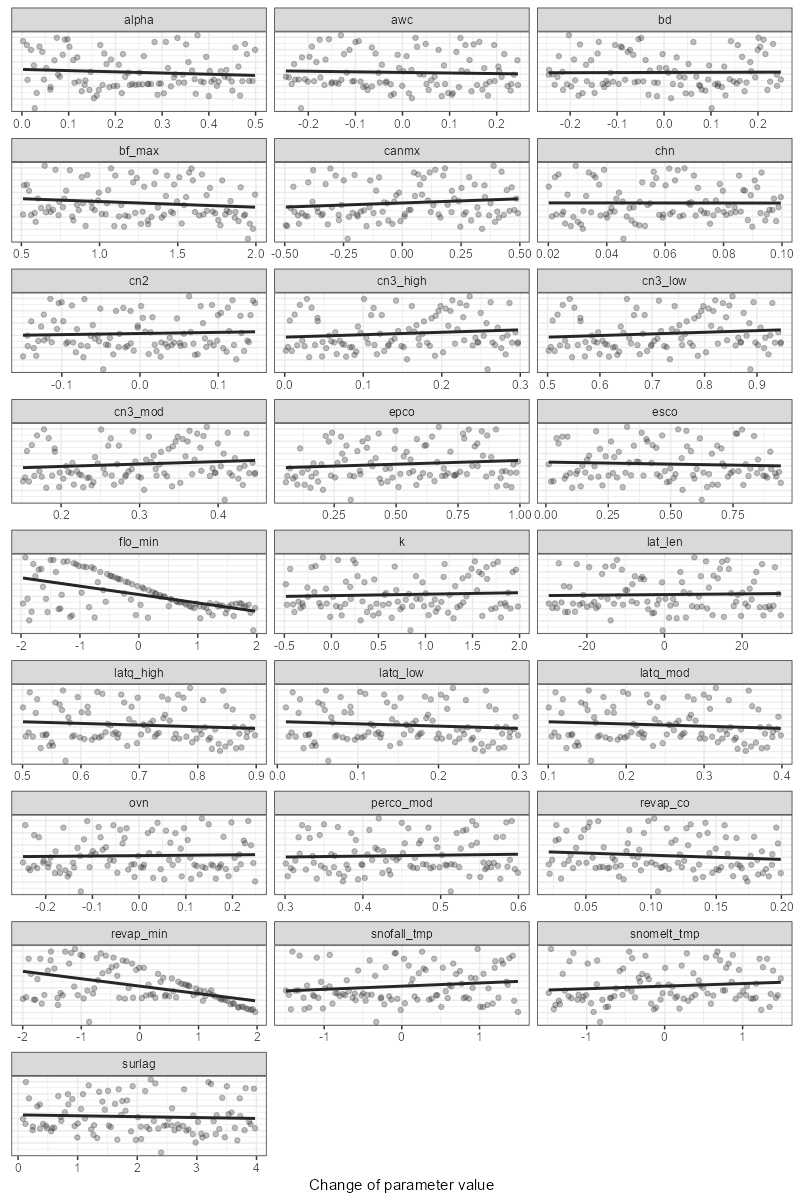 alpha awc bd
0.0 0.1 0.2 0.3 0.4 0.5 -0.2 -0.1 0.0 0.1 0.2 -0.2 -0.1 0.0 0.1 0.2
bf_max canmx chn
0.5 1.0 1.5 2.0 -0.50 -0.25 0.00 0.25 0.50 0.02 0.04 0.06 0.08 0.10
cn2 cn3_high cn3_low
-0.1 0.0 0.1 0.0 0.1 0.2 0.3 0.5 0.6 0.7 0.8 0.9
cn3_mod epco esco
0.2 0.3 0.4 0.25 0.50 0.75 1.00 0.00 0.25 0.50 0.75
flo_min k lat_len
-2 -1 0 1 2 -0.5 0.0 0.5 1.0 1.5 2.0 -20 0 20
latq_high latq_low latq_mod
0.5 0.6 0.7 0.8 0.9 0.0 0.1 0.2 0.3 0.1 0.2 0.3 0.4
ovn perco_mod revap_co
-0.2 -0.1 0.0 0.1 0.2 0.3 0.4 0.5 0.6 0.05 0.10 0.15 0.20
revap_min snofall_tmp snomelt_tmp
-2 -1 0 1 2 -1 0 1 -1 0 1
surlag
0 1 2 3 4
Change of parameter value